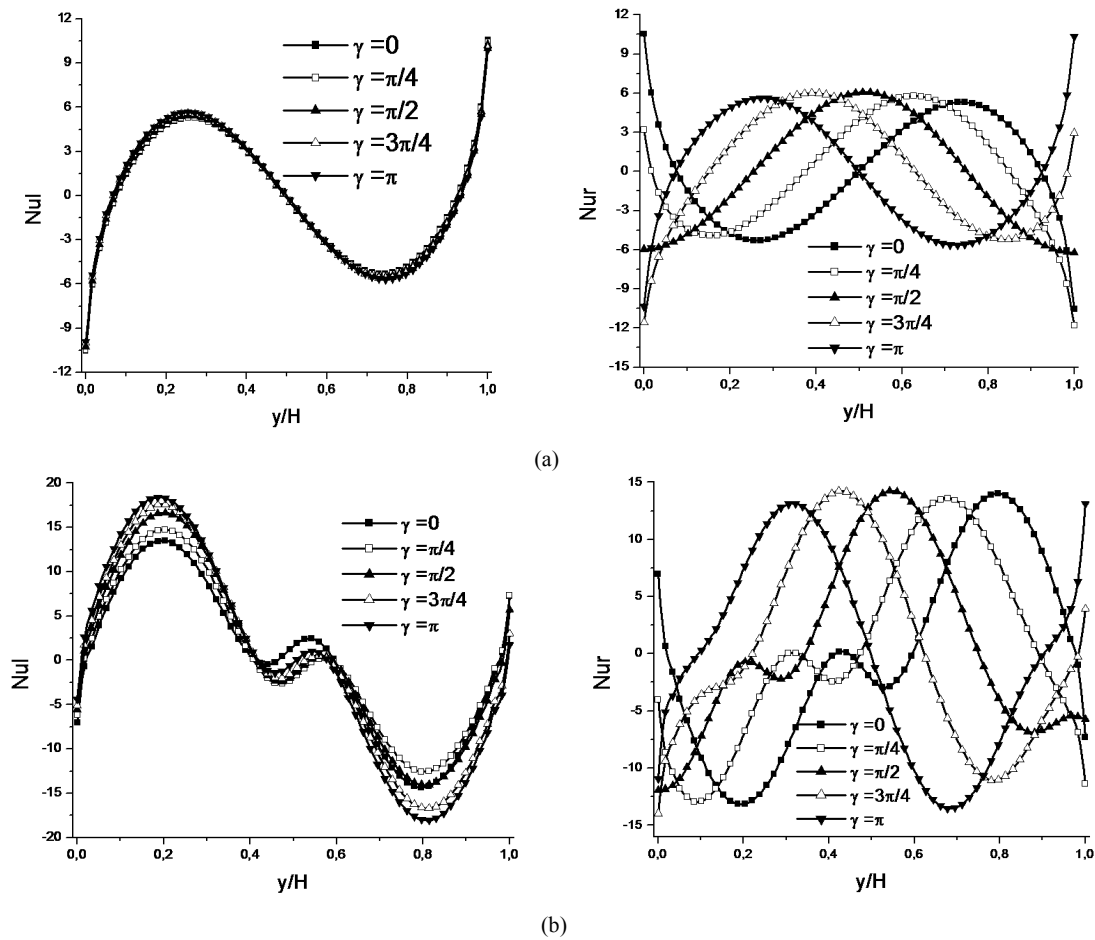 12
9
6
3
0
-3
-6
-9
-12
Nul
0,0 0,2 0,4 0,6 0,8 1,0
y/H
γ =0
γ =π/4
γ =π/2
γ =3π/4
γ =π
12
9
6
3
0
-3
-6
-9
-12
-15
Nur
0,0 0,2 0,4 0,6 0,8 1,0
y/H
γ =0
γ =π/4
γ =π/2
γ =3π/4
γ =π
(a)
20
15
10
5
0
-5
-10
-15
-20
Nul
0,0 0,2 0,4 0,6 0,8 1,0
y/H
γ =0
γ =π/4
γ =π/2
γ =3π/4
γ =π
15
10
5
0
-5
-10
-15
Nur
0,0 0,2 0,4 0,6 0,8 1,0
y/H
γ =0
γ =π/4
γ =π/2
γ =3π/4
γ =π
(b)